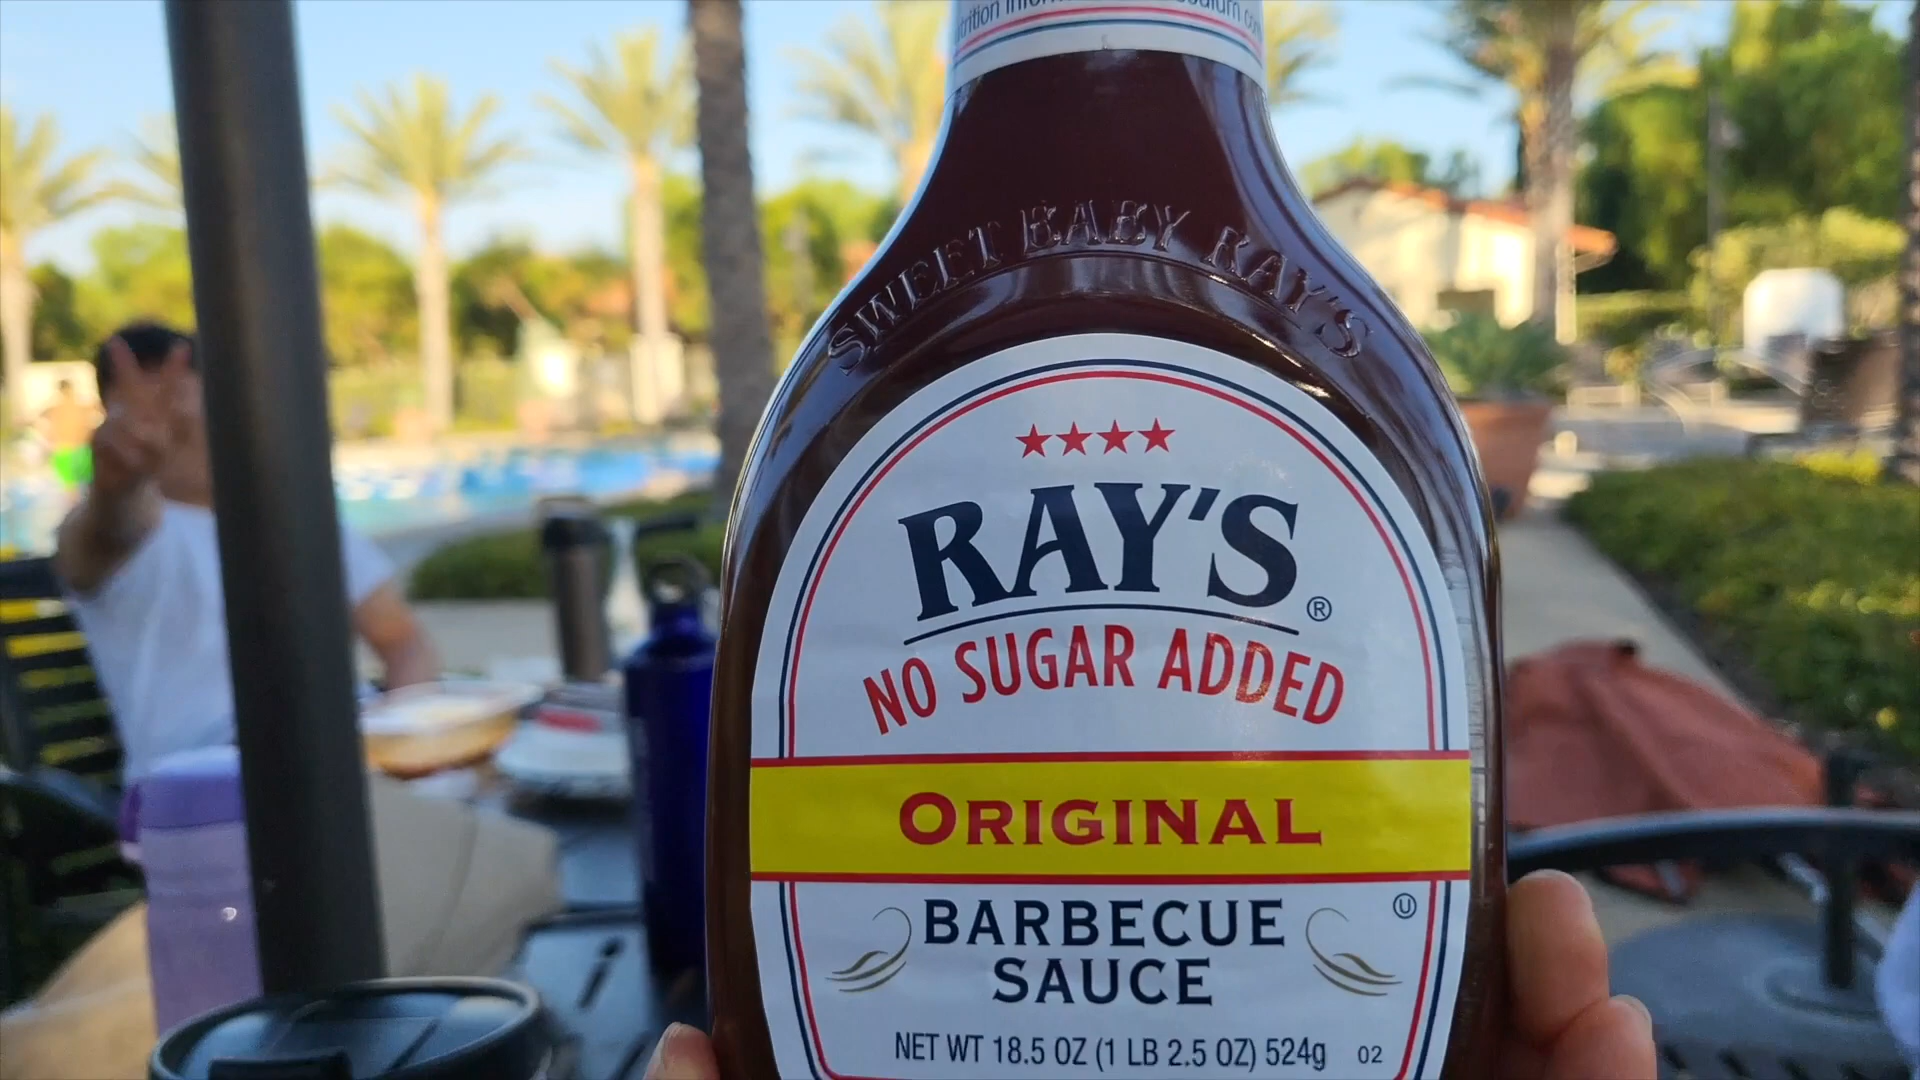 SWEET BABY RAY'S
RAY'S®
NO SUGAR ADDED
ORIGINAL
Ⓤ
BARBECUE
SAUCE
NET WT 18.5 OZ (1 LB 2.5 OZ) 524g 02